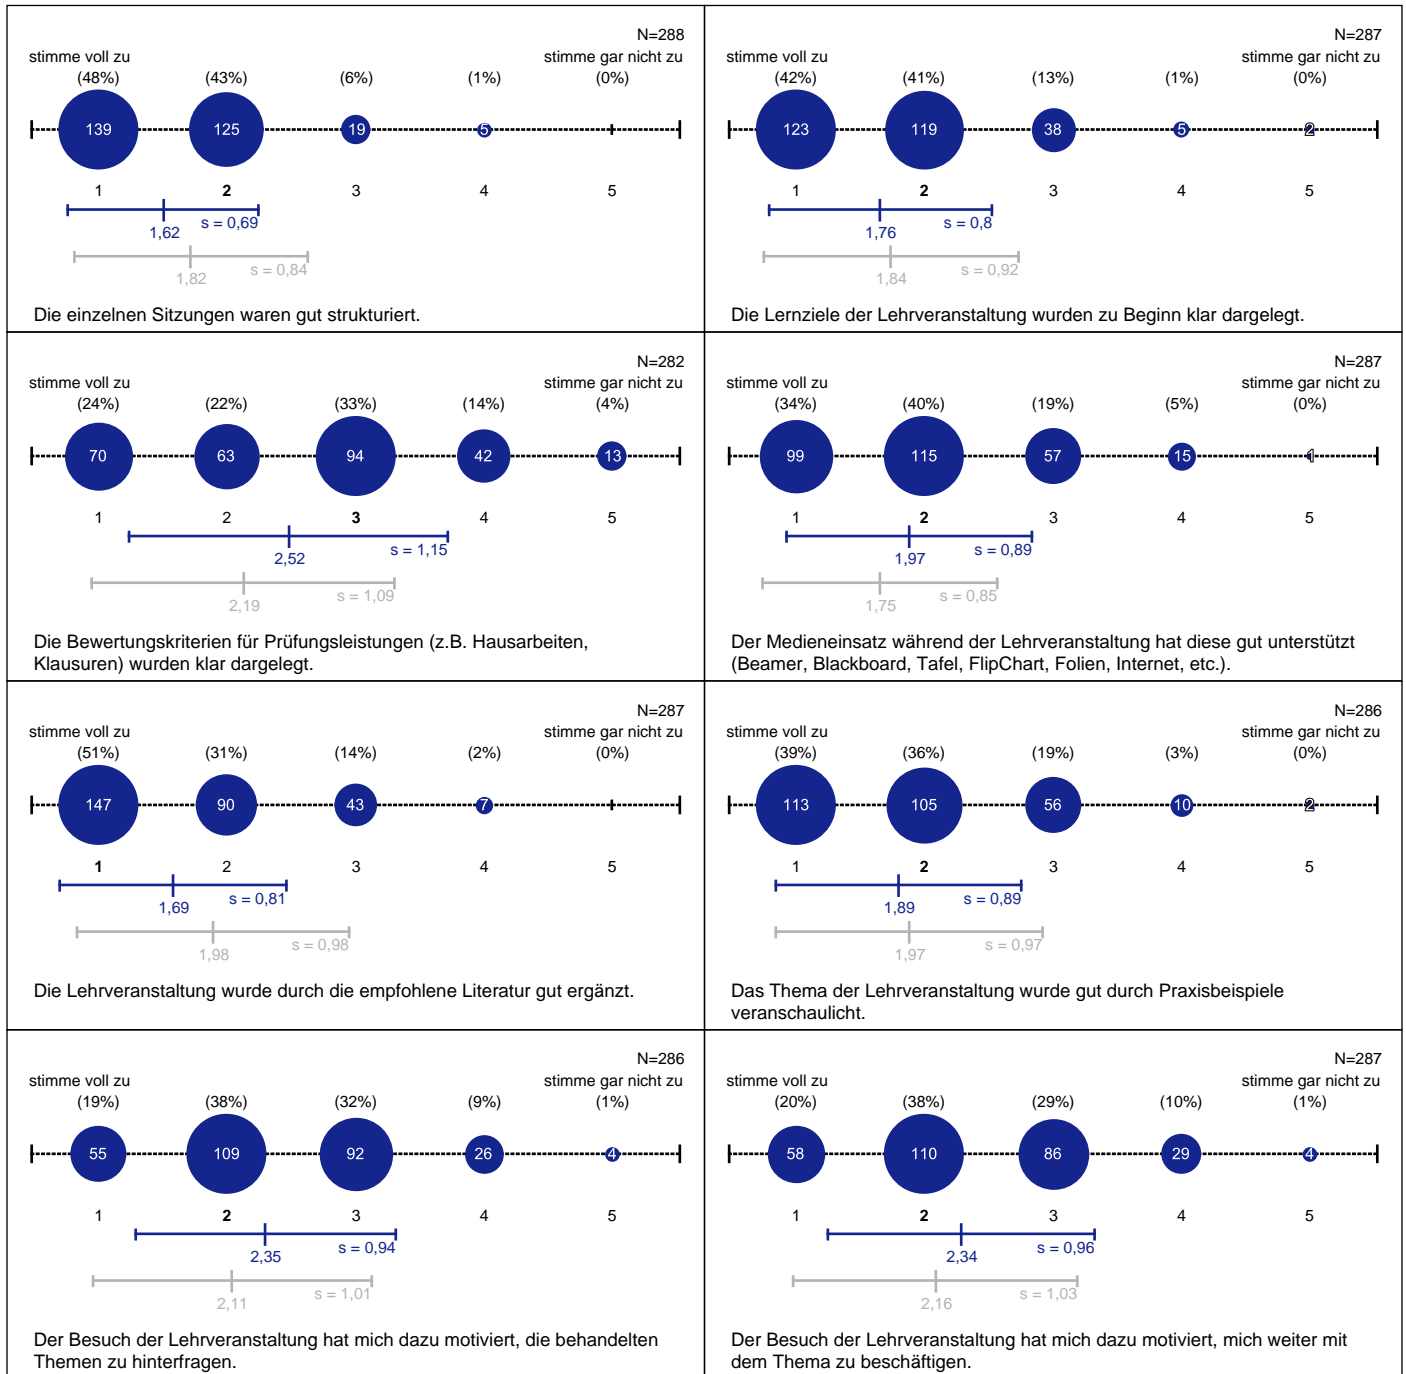 N=288
stimme voll zu stimme gar nicht zu
(48%) (43%) (6%) (1%) (0%)
139 125 19 5
1 2 3 4 5
s = 0,69
1,62
s = 0,84
1,82
Die einzelnen Sitzungen waren gut strukturiert.
N=287
stimme voll zu stimme gar nicht zu
(42%) (41%) (13%) (1%) (0%)
123 119 38 5 2
1 2 3 4 5
s = 0,8
1,76
s = 0,92
1,84
Die Lernziele der Lehrveranstaltung wurden zu Beginn klar dargelegt.
N=282
stimme voll zu stimme gar nicht zu
(24%) (22%) (33%) (14%) (4%)
70 63 94 42 13
1 2 3 4 5
s = 1,15
2,52
s = 1,09
2,19
Die Bewertungskriterien für Prüfungsleistungen (z.B. Hausarbeiten,
Klausuren) wurden klar dargelegt.
N=287
stimme voll zu stimme gar nicht zu
(34%) (40%) (19%) (5%) (0%)
99 115 57 15 1
1 2 3 4 5
s = 0,89
1,97
s = 0,85
1,75
Der Medieneinsatz während der Lehrveranstaltung hat diese gut unterstützt
(Beamer, Blackboard, Tafel, FlipChart, Folien, Internet, etc.).
N=287
stimme voll zu stimme gar nicht zu
(51%) (31%) (14%) (2%) (0%)
147 90 43 7
1 2 3 4 5
s = 0,81
1,69
s = 0,98
1,98
Die Lehrveranstaltung wurde durch die empfohlene Literatur gut ergänzt.
N=286
stimme voll zu stimme gar nicht zu
(39%) (36%) (19%) (3%) (0%)
113 105 56 10 2
1 2 3 4 5
s = 0,89
1,89
s = 0,97
1,97
Das Thema der Lehrveranstaltung wurde gut durch Praxisbeispiele
veranschaulicht.
N=286
stimme voll zu stimme gar nicht zu
(19%) (38%) (32%) (9%) (1%)
55 109 92 26 4
1 2 3 4 5
s = 0,94
2,35
s = 1,01
2,11
Der Besuch der Lehrveranstaltung hat mich dazu motiviert, die behandelten
Themen zu hinterfragen.
N=287
stimme voll zu stimme gar nicht zu
(20%) (38%) (29%) (10%) (1%)
58 110 86 29 4
1 2 3 4 5
s = 0,96
2,34
s = 1,03
2,16
Der Besuch der Lehrveranstaltung hat mich dazu motiviert, mich weiter mit
dem Thema zu beschäftigen.